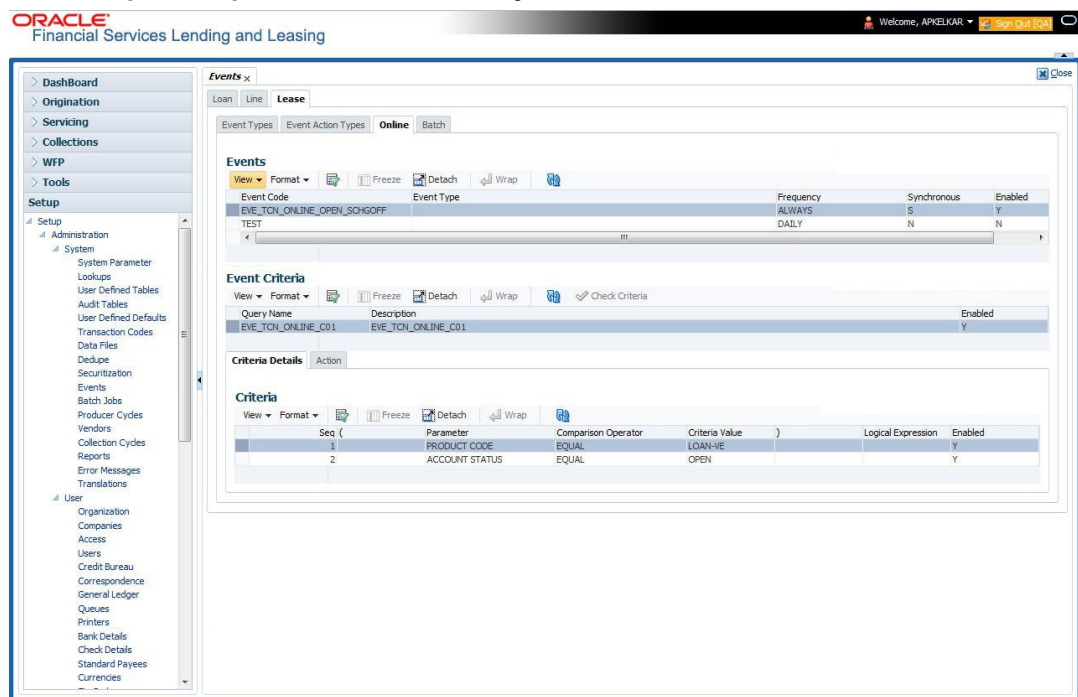 ORACLE
Financial Services Lending and Leasing
Welcome, APKELKAR
Sign Out [QA]
DashBoard
Origination
Servicing
Collections
WFP
Tools
Setup
Setup
Administration
System
System Parameter
Lookups
User Defined Tables
Audit Tables
User Defined Defaults
Transaction Codes
Data Files
Dedupe
Securitization
Events
Batch Jobs
Producer Cycles
Vendors
Collection Cycles
Reports
Error Messages
Translations
User
Organization
Companies
Access
Users
Credit Bureau
Correspondence
General Ledger
Queues
Printers
Bank Details
Check Details
Standard Payees
Currencies
Events x
Close
Loan Line Lease
Event Types Event Action Types Online Batch
Events
View Format Freeze Detach Wrap
Event Code Event Type Frequency Synchronous Enabled
EVE_TCN_ONLINE_OPEN_SCHGOFF ALWAYS S Y
TEST DAILY N N
Event Criteria
View Format Freeze Detach Wrap Check Criteria
Query Name Description Enabled
EVE_TCN_ONLINE_C01 EVE_TCN_ONLINE_C01 Y
Criteria Details Action
Criteria
View Format Freeze Detach Wrap
Seq ( Parameter Comparison Operator Criteria Value ) Logical Expression Enabled
1 PRODUCT CODE EQUAL LOAN-VE Y
2 ACCOUNT STATUS EQUAL OPEN Y